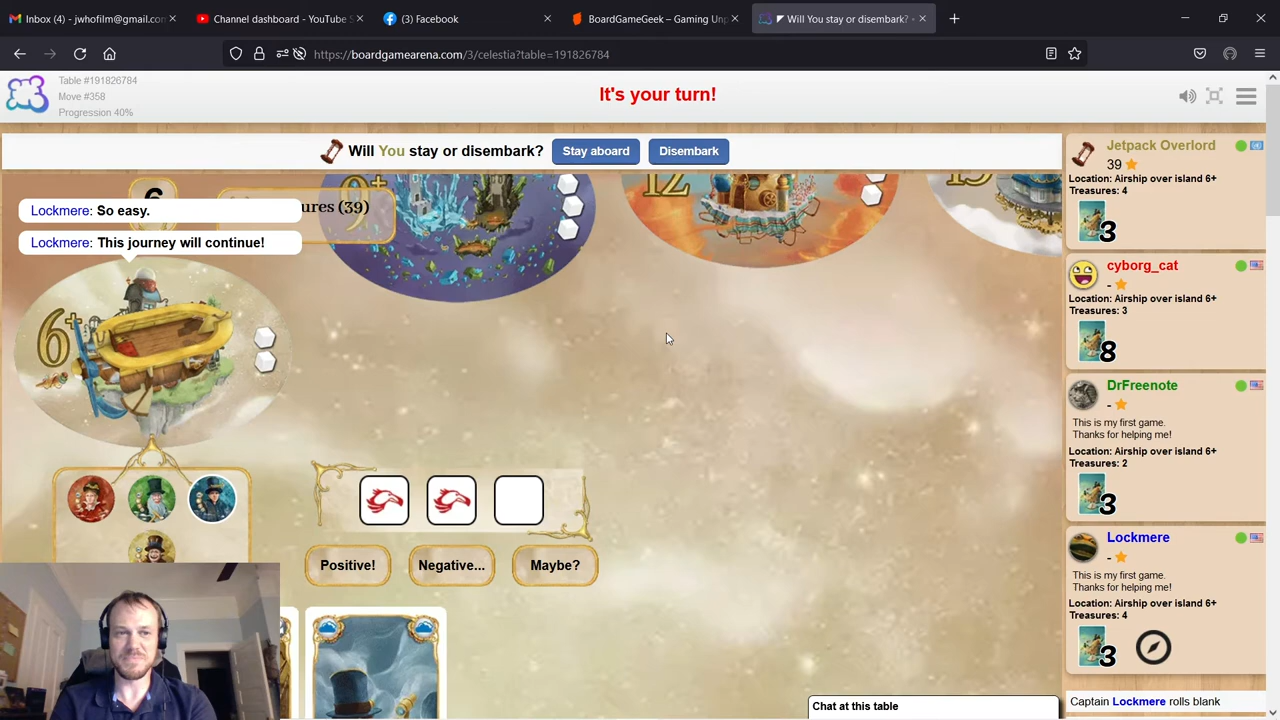 Inbox (4) - jwhofilm@gmail.com
Channel dashboard - YouTube S
(3) Facebook
BoardGameGeek – Gaming Unp
Will You stay or disembark? -
https://boardgamearena.com/3/celestia?table=191826784
Table #191826784
Move #358
Progression 40%
It's your turn!
Will You stay or disembark?
Stay aboard
Disembark
Jetpack Overlord
39
Location: Airship over island 6+
Treasures: 4
3
6
ures (39)
9+
12
15
Lockmere: So easy.
Lockmere: This journey will continue!
6+
cyborg_cat
-
Location: Airship over island 6+
Treasures: 3
8
DrFreenote
-
This is my first game.
Thanks for helping me!
Location: Airship over island 6+
Treasures: 2
3
Positive!
Negative...
Maybe?
Lockmere
-
This is my first game.
Thanks for helping me!
Location: Airship over island 6+
Treasures: 4
3
Captain Lockmere rolls blank
Chat at this table